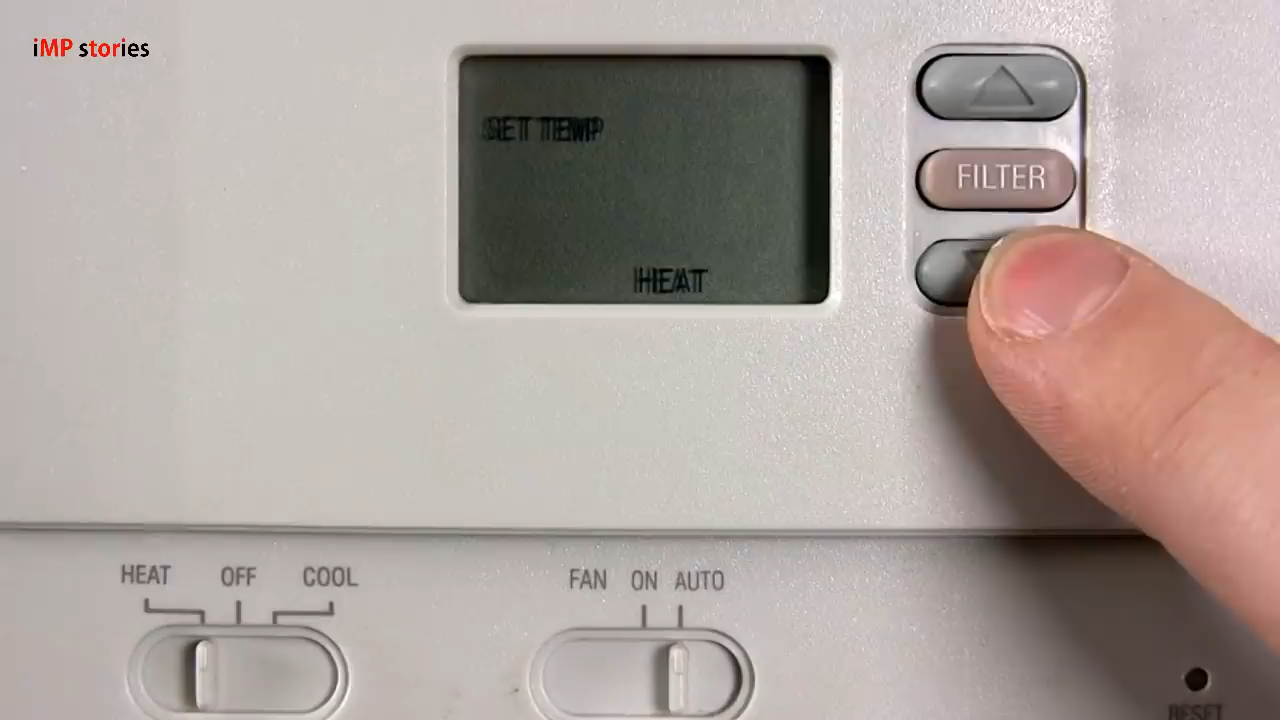 iMP stories
SET TEMP
FILTER
HEAT
HEAT OFF COOL
FAN ON AUTO
RESET